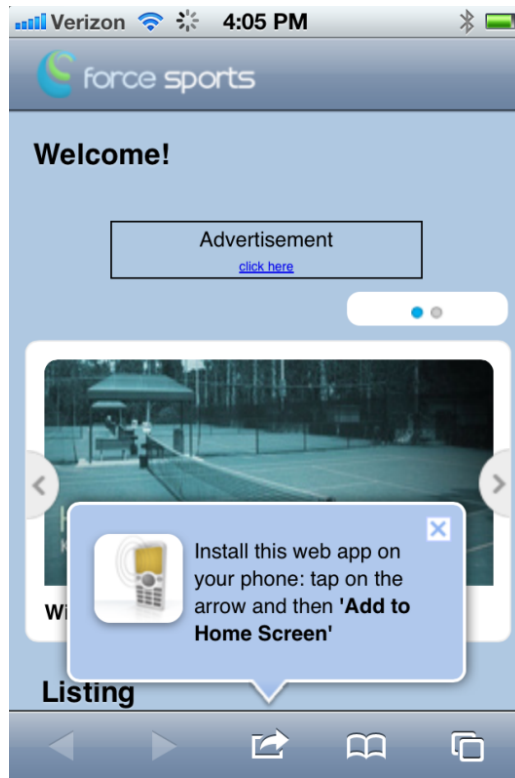 Verizon 4:05 PM
force sports
Welcome!
Advertisement
click here
Install this web app on
your phone: tap on the
arrow and then 'Add to
Home Screen'
Listing